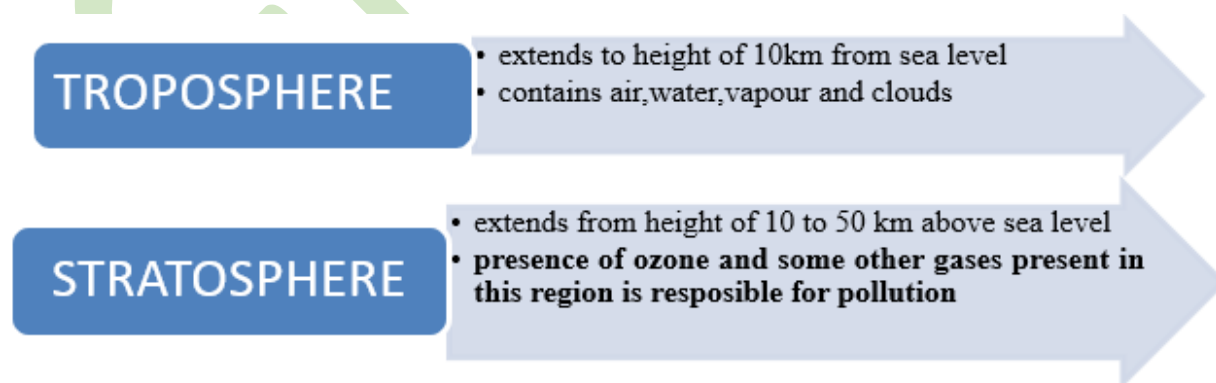 TROPOSPHERE
• extends to height of 10km from sea level
• contains air,water,vapour and clouds
STRATOSPHERE
• extends from height of 10 to 50 km above sea level
• presence of ozone and some other gases present in
this region is resposible for pollution